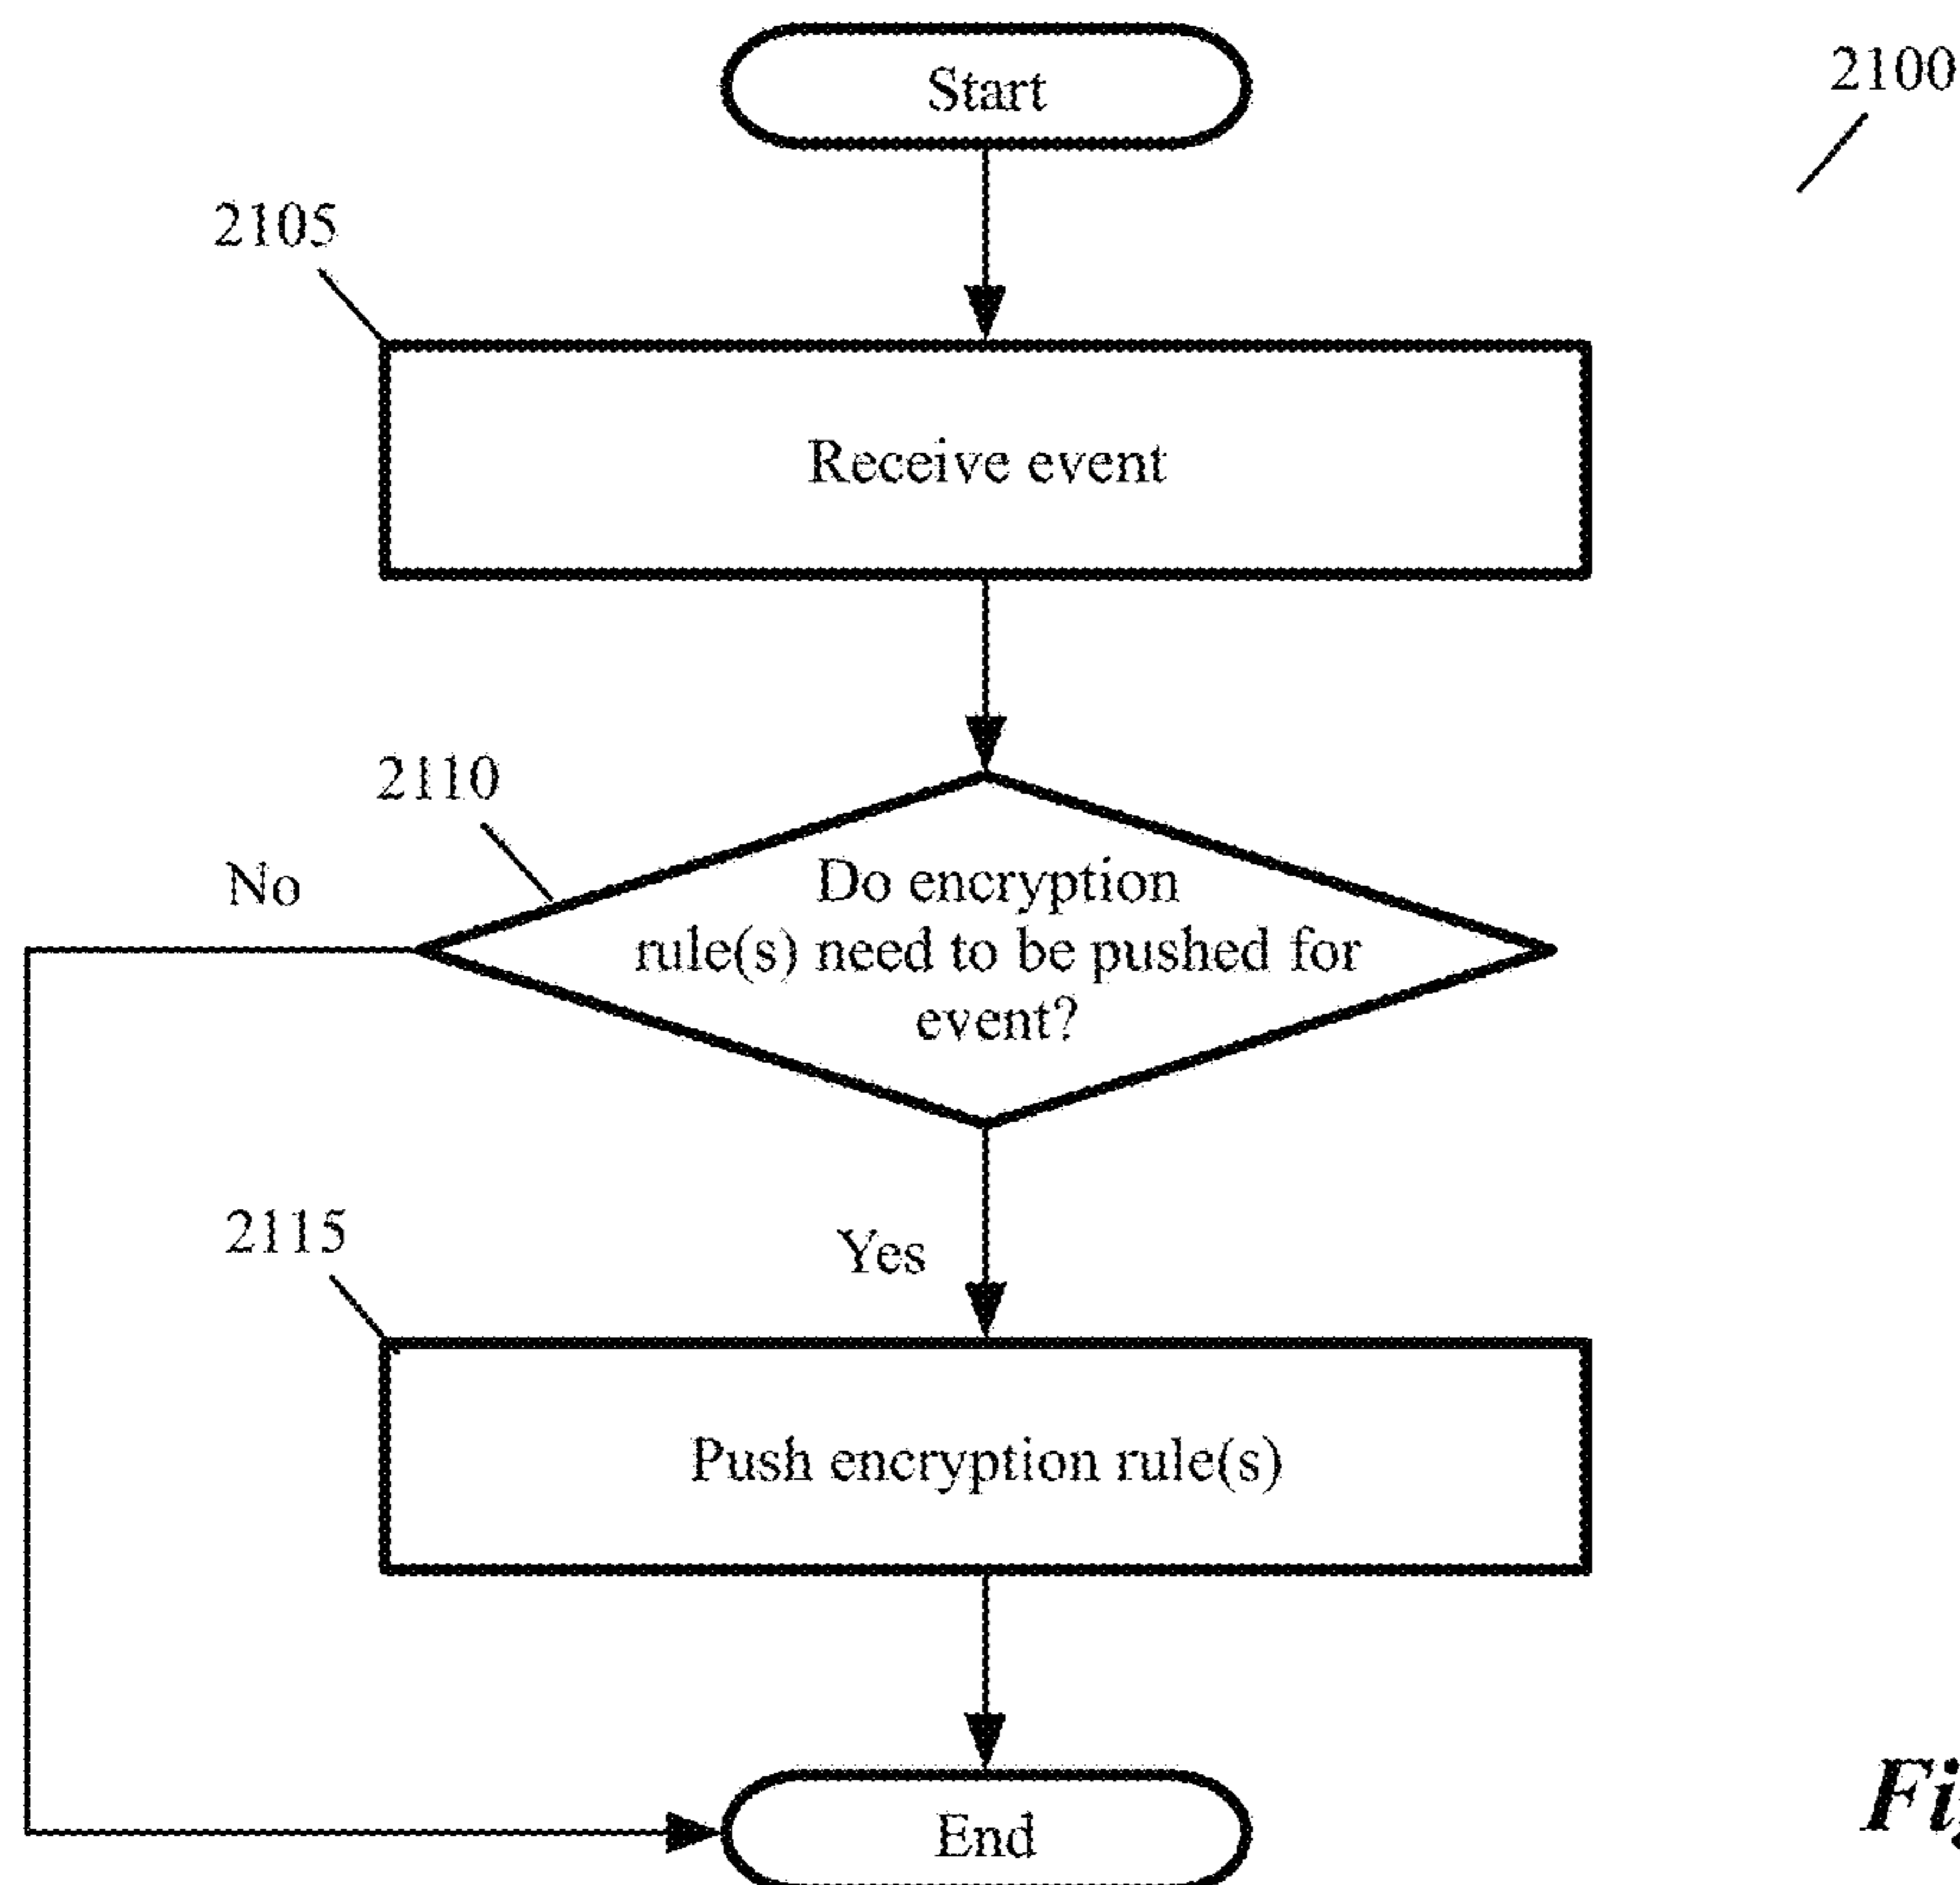 Start
2100
2105
Receive event
2110
No
Do encryption
rule(s) need to be pushed for
event?
2115
Yes
Push encryption rule(s)
End